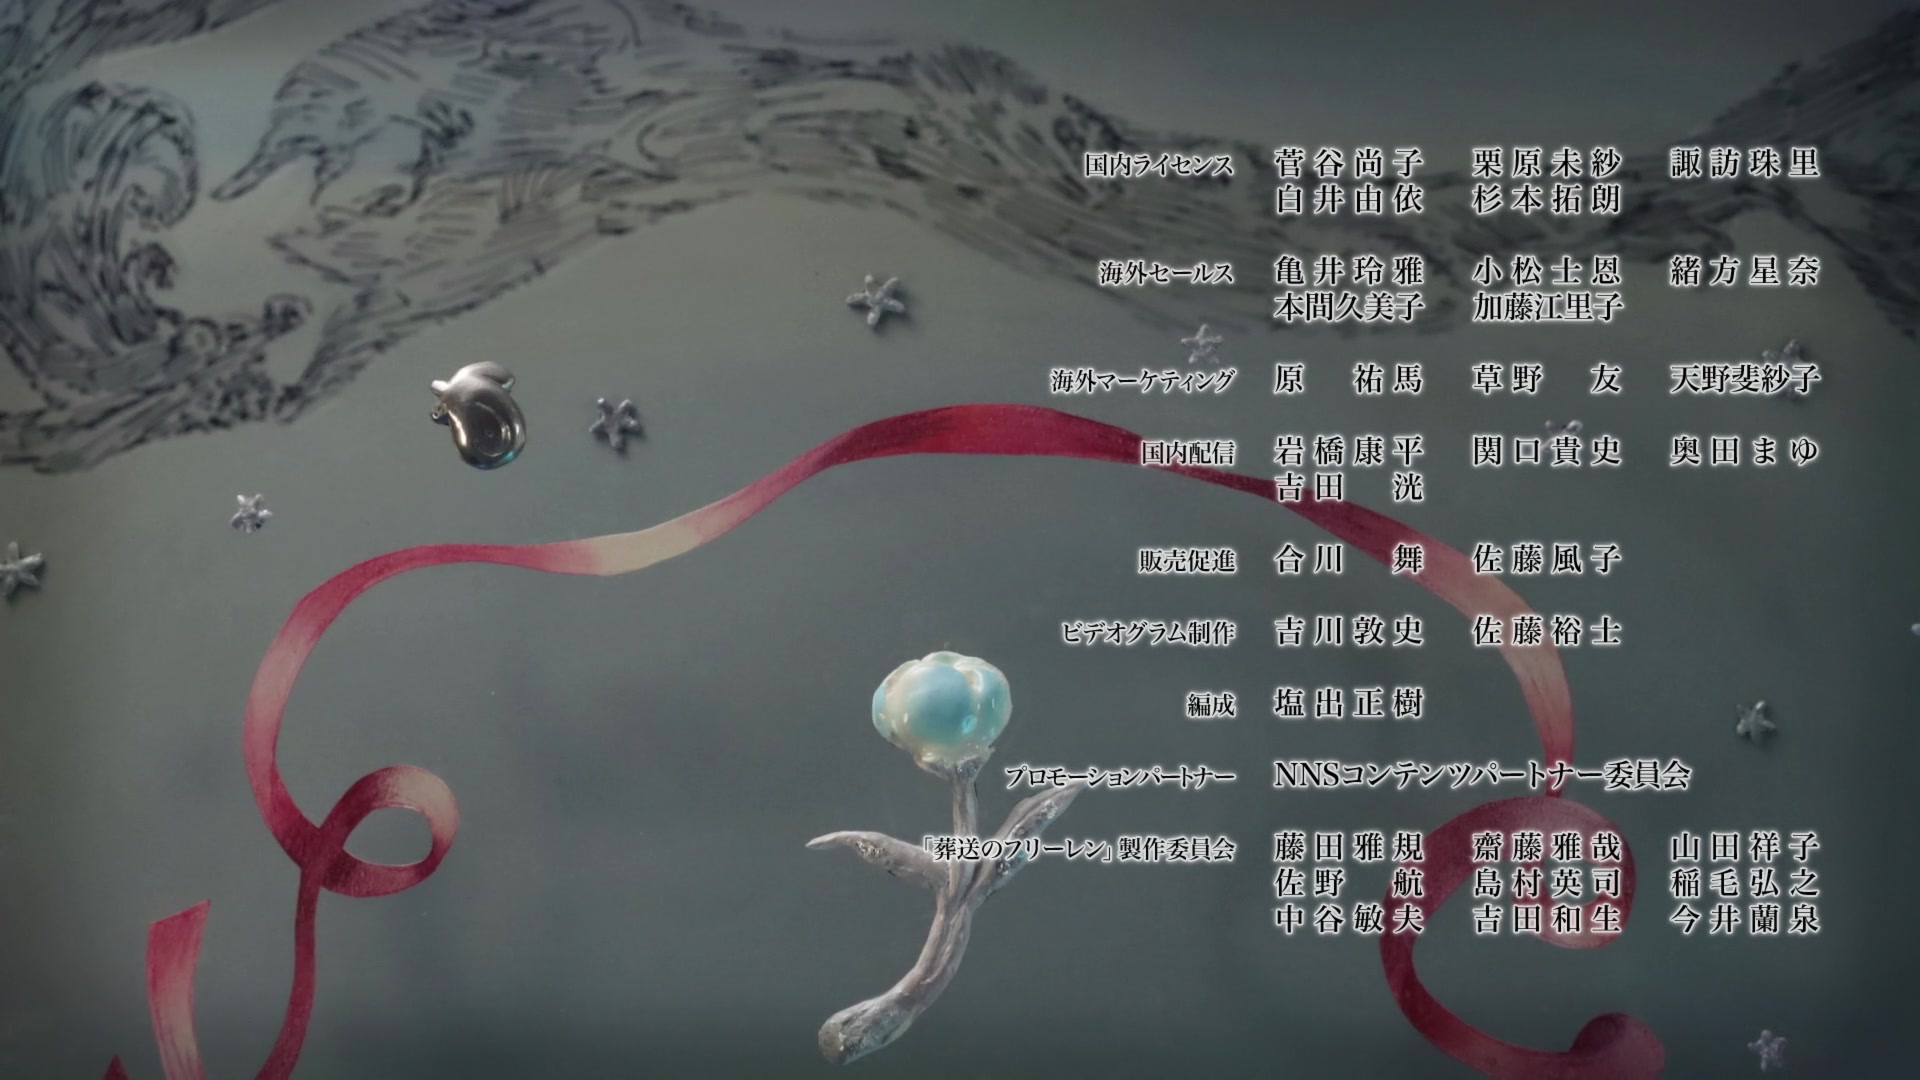 国内ライセンス 菅谷尚子 栗原未紗 諏訪珠里
白井由依 杉本拓朗
海外セールス 亀井玲雅 小松士恩 緒方星奈
本間久美子 加藤江里子
海外マーケティング 原祐馬 草野友 天野斐紗子
国内配信 岩橋康平 関口貴史 奥田まゆ
吉田洸
販売促進 合川舞 佐藤風子
ビデオグラム制作 吉川敦史 佐藤裕士
編成 塩出正樹
プロモーションパートナー NNSコンテンツパートナー委員会
「葬送のフリーレン」製作委員会 藤田雅規 齋藤雅哉 山田祥子
佐野航 島村英司 稲毛弘之
中谷敏夫 吉田和生 今井蘭泉